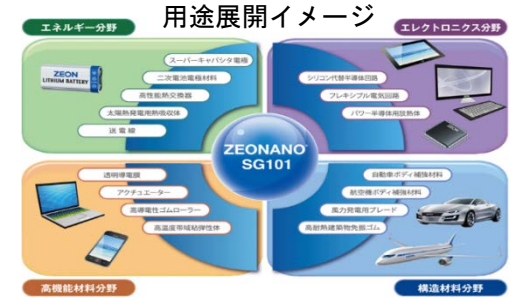 用途展開イメージ
エネルギー分野
エレクトロニクス分野
スーパーキャパシタ電極
二次電池電極材料
高性能熱交換器
太陽熱発電用熱吸収体
送電線
ZEON
LITHIUM BATTERY
シリコン代替半導体回路
フレキシブル電気回路
パワー半導体用放熱体
ZEONANO
SG101
透明導電膜
アクチュエーター
高導電性ゴムローラー
高温度帯域粘弾性体
自動車ボディ補強材料
航空機ボディ補強材料
風力発電用ブレード
高耐熱建築物免振ゴム
高機能材料分野
構造材料分野